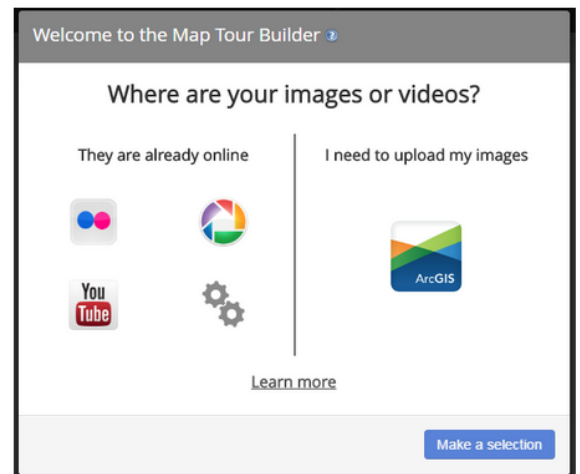 Welcome to the Map Tour Builder ?
Where are your images or videos?
They are already online
I need to upload my images
You
Tube
ArcGIS
Learn more
Make a selection